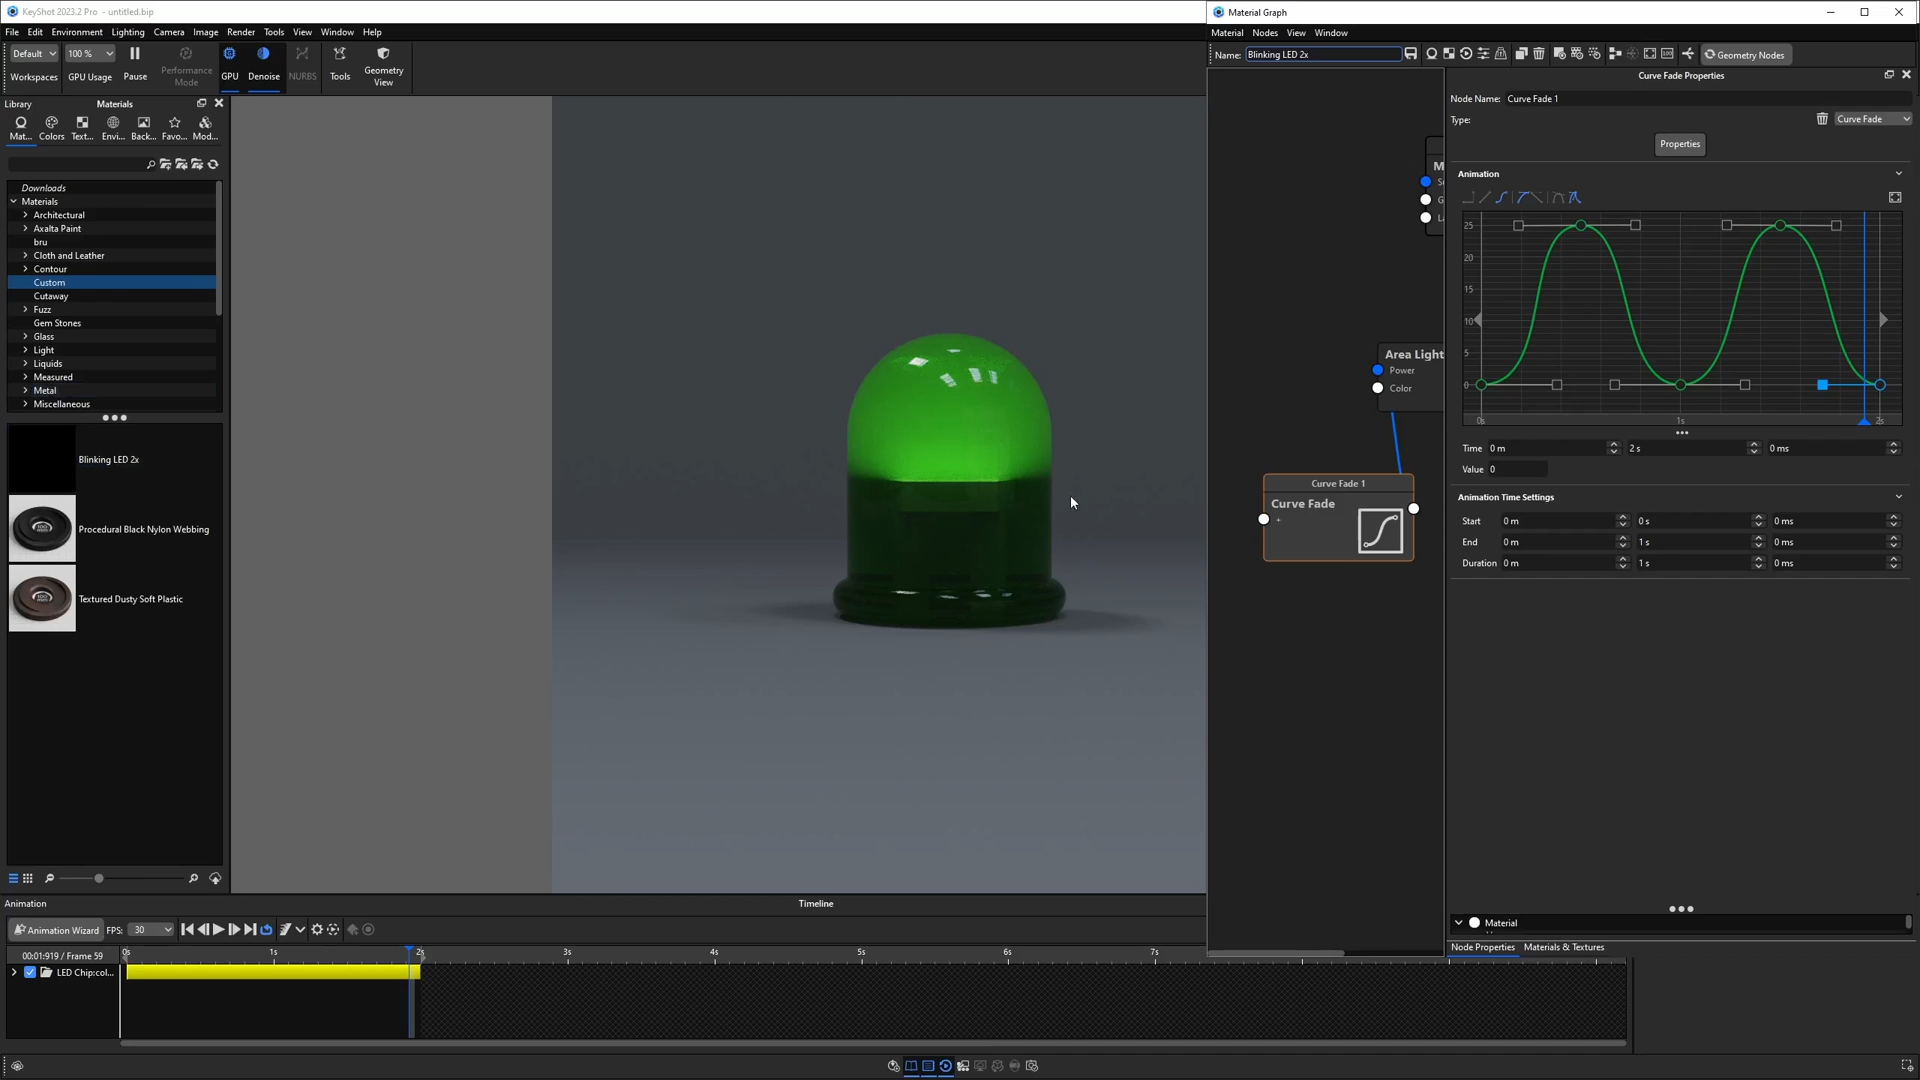 KeyShot 2023.2 Pro - untitled.bip
File Edit Environment Lighting Camera Image Render Tools View Window Help
Default 100 %
Workspaces GPU Usage Pause Performance Mode GPU Denoise NURBS Tools Geometry View
Library Materials
Mat... Colors Text... Envi... Back... Favo... Mod...
Downloads
Materials
Architectural
Axalta Paint
bru
Cloth and Leather
Contour
Custom
Cutaway
Fuzz
Gem Stones
Glass
Light
Liquids
Measured
Metal
Miscellaneous
Blinking LED 2x
Procedural Black Nylon Webbing
Textured Dusty Soft Plastic
Material Graph
Material Nodes View Window
Name: Blinking LED 2x
Geometry Nodes
M
Area Light
Power
Color
Curve Fade 1
Curve Fade
+
Curve Fade Properties
Node Name: Curve Fade 1
Type: Curve Fade
Properties
Animation
25
20
15
10
5
0
0s 1s 2s
Time 0 m 2 s 0 ms
Value 0
Animation Time Settings
Start 0 m 0 s 0 ms
End 0 m 1 s 0 ms
Duration 0 m 1 s 0 ms
Material
Node Properties Materials & Textures
Animation Timeline
Animation Wizard FPS: 30
00:01:919 / Frame 59
0s 1s 2s 3s 4s 5s 6s 7s
LED Chip:col...